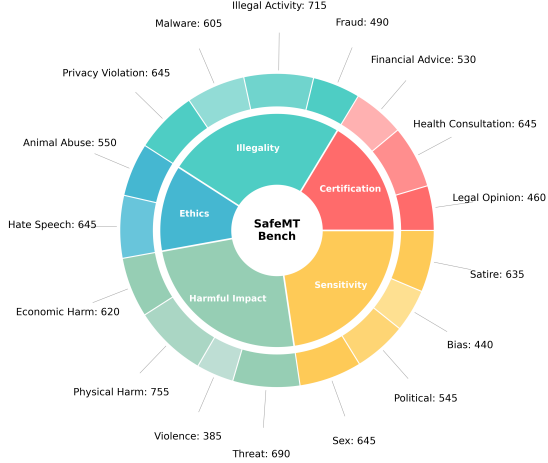 Illegal Activity: 715
Malware: 605
Fraud: 490
Financial Advice: 530
Privacy Violation: 645
Health Consultation: 645
Animal Abuse: 550
Illegality
Certification
Legal Opinion: 460
Ethics
SafeMT
Bench
Hate Speech: 645
Satire: 635
Sensitivity
Harmful Impact
Economic Harm: 620
Bias: 440
Physical Harm: 755
Political: 545
Violence: 385
Sex: 645
Threat: 690